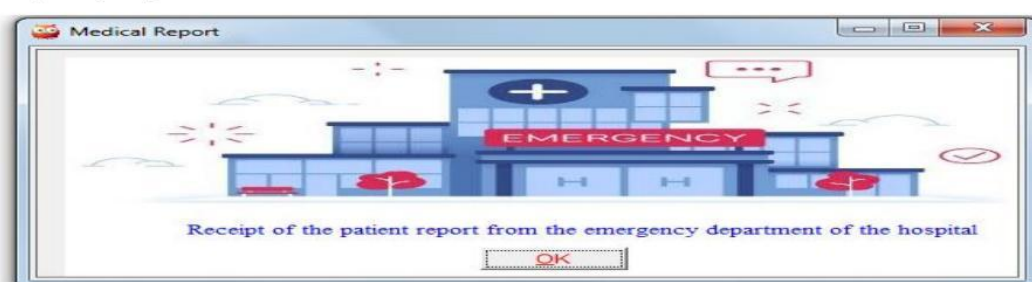 Medical Report
EMERGENCY
Receipt of the patient report from the emergency department of the hospital
OK